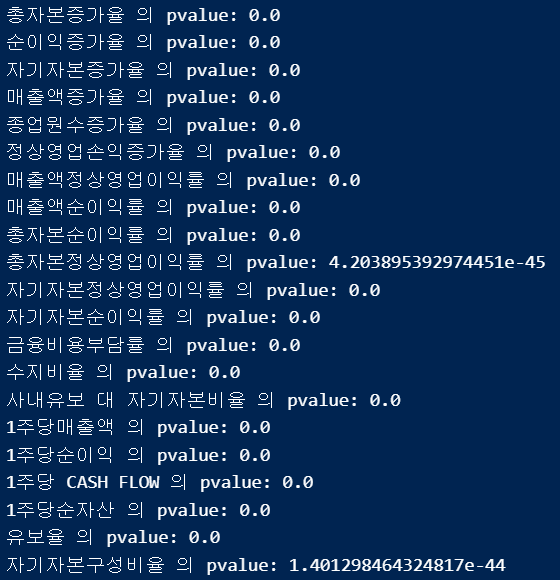 총자본증가율 의 pvalue: 0.0
순이익증가율 의 pvalue: 0.0
자기자본증가율 의 pvalue: 0.0
매출액증가율 의 pvalue: 0.0
종업원수증가율 의 pvalue: 0.0
정상영업손익증가율 의 pvalue: 0.0
매출액정상영업이익률 의 pvalue: 0.0
매출액순이익률 의 pvalue: 0.0
총자본순이익률 의 pvalue: 0.0
총자본정상영업이익률 의 pvalue: 4.203895392974451e-45
자기자본정상영업이익률 의 pvalue: 0.0
자기자본순이익률 의 pvalue: 0.0
금융비용부담률 의 pvalue: 0.0
수지비율 의 pvalue: 0.0
사내유보 대 자기자본비율 의 pvalue: 0.0
1주당매출액 의 pvalue: 0.0
1주당순이익 의 pvalue: 0.0
1주당 CASH FLOW 의 pvalue: 0.0
1주당순자산 의 pvalue: 0.0
유보율 의 pvalue: 0.0
자기자본구성비율 의 pvalue: 1.401298464324817e-44